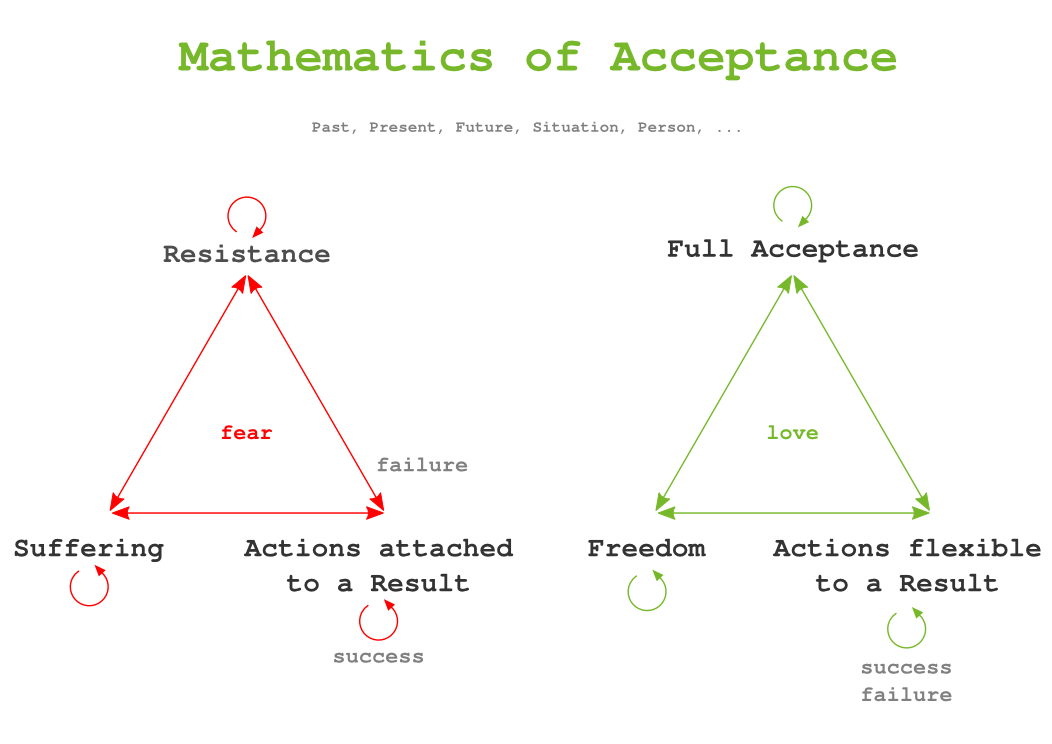 Mathematics of Acceptance
Past, Present, Future, Situation, Person, ...
Resistance
fear
failure
Suffering
Actions attached
to a Result
success
Full Acceptance
love
Freedom
Actions flexible
to a Result
success
failure